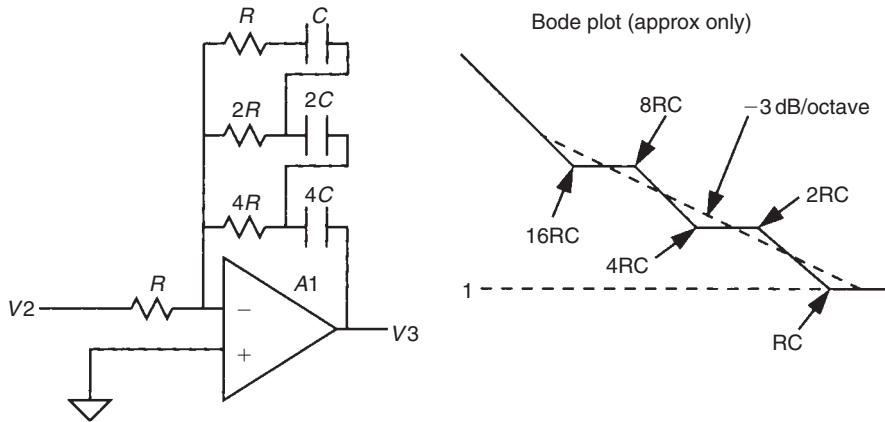 R
C
2R
2C
4R
4C
V2
R
A1
−
+
V3
Bode plot (approx only)
8RC
−3 dB/octave
16RC
4RC
2RC
1
RC